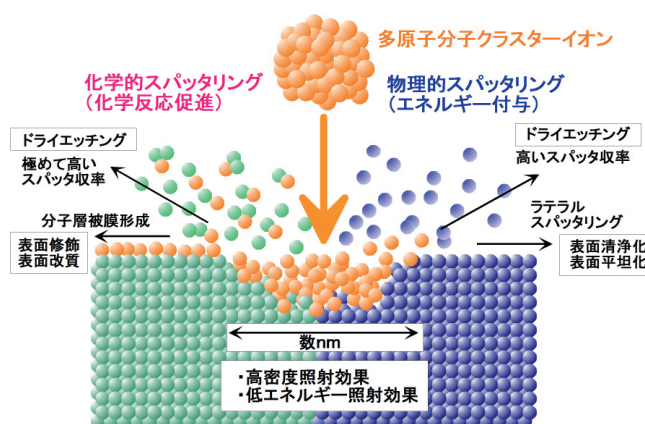 多原子分子クラスターイオン
化学的スパッタリング
（化学反応促進）
物理的スパッタリング
（エネルギー付与）
ドライエッチング
極めて高い
スパッタ収率
ドライエッチング
高いスパッタ収率
分子層被膜形成
表面修飾
表面改質
ラテラル
スパッタリング
表面清浄化
表面平坦化
数nm
・高密度照射効果
・低エネルギー照射効果